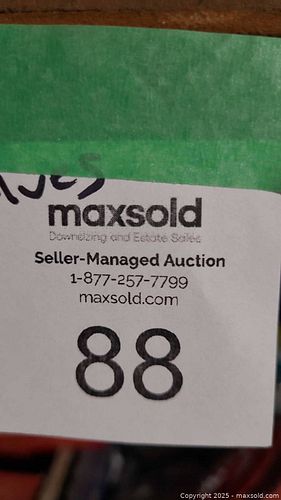 maxsold
Downsizing and Estate Sales
Seller-Managed Auction
1-877-257-7799
maxsold.com
88
Copyright © 2025 - maxsold.com